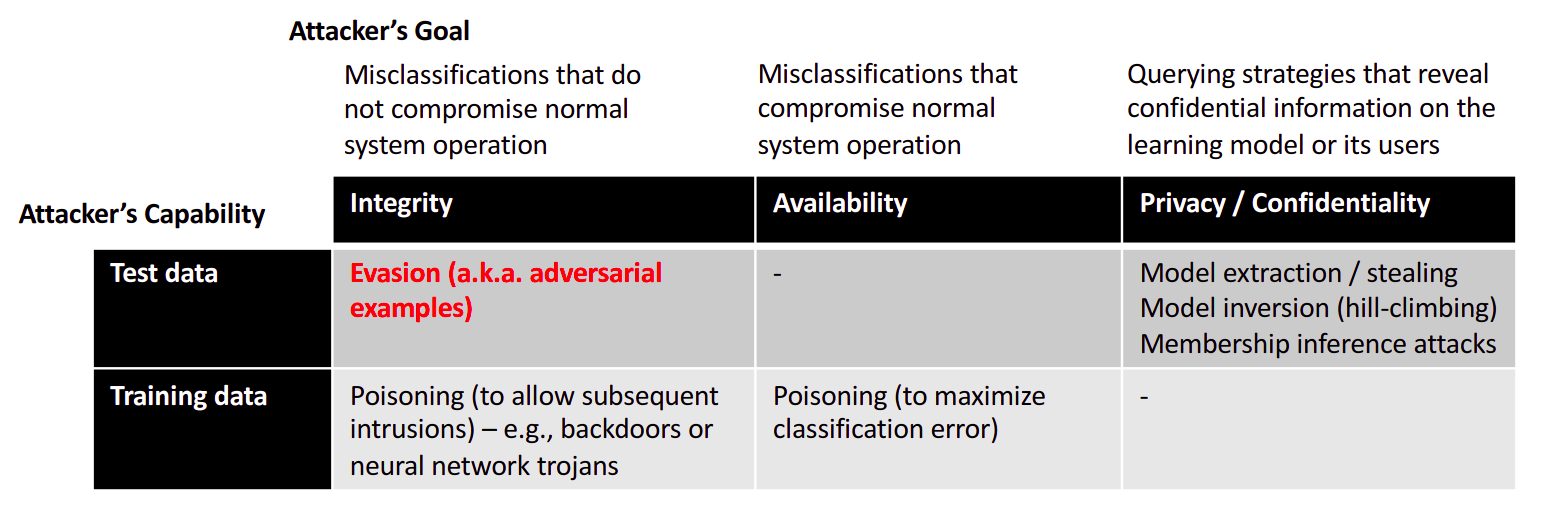 Attacker’s Goal
Misclassifications that do
not compromise normal
system operation
Misclassifications that
compromise normal
system operation
Querying strategies that reveal
confidential information on the
learning model or its users
Attacker’s Capability
Integrity
Availability
Privacy / Confidentiality
Test data
Evasion (a.k.a. adversarial
examples)
-
Model extraction / stealing
Model inversion (hill-climbing)
Membership inference attacks
Training data
Poisoning (to allow subsequent
intrusions) – e.g., backdoors or
neural network trojans
Poisoning (to maximize
classification error)
-